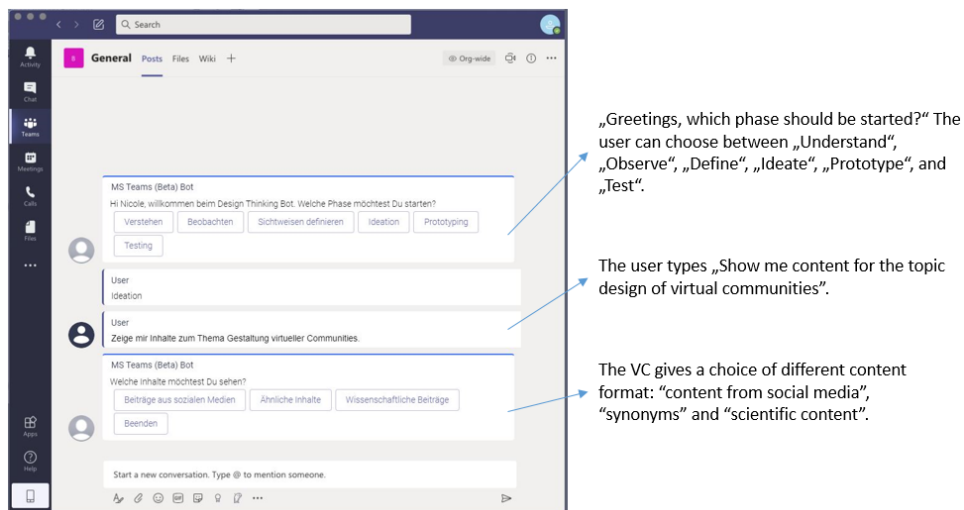 Search
Activity
Chat
Teams
Meetings
Calls
Files
Apps
Help
B
General Posts Files Wiki
Org-wide
MS Teams (Beta) Bot
Hi Nicole, willkommen beim Design Thinking Bot. Welche Phase möchtest Du starten?
Verstehen Beobachten Sichtweisen definieren Ideation Prototyping
Testing
User
Ideation
User
Zeige mir Inhalte zum Thema Gestaltung virtueller Communities.
MS Teams (Beta) Bot
Welche Inhalte möchtest Du sehen?
Beiträge aus sozialen Medien Ähnliche Inhalte Wissenschaftliche Beiträge
Beenden
Start a new conversation. Type @ to mention someone.
GIF
„Greetings, which phase should be started?“ The
user can choose between „Understand“,
„Observe“, „Define“, „Ideate“, „Prototype“, and
„Test“.
The user types „Show me content for the topic
design of virtual communities”.
The VC gives a choice of different content
format: “content from social media”,
“synonyms” and “scientific content”.